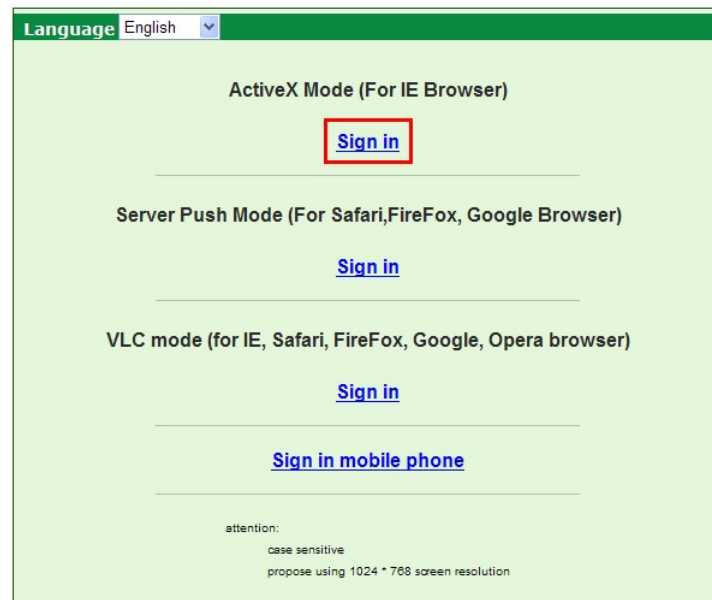 Language English
ActiveX Mode (For IE Browser)
Sign in
Server Push Mode (For Safari,FireFox, Google Browser)
Sign in
VLC mode (for IE, Safari, FireFox, Google, Opera browser)
Sign in
Sign in mobile phone
attention:
case sensitive
propose using 1024 * 768 screen resolution